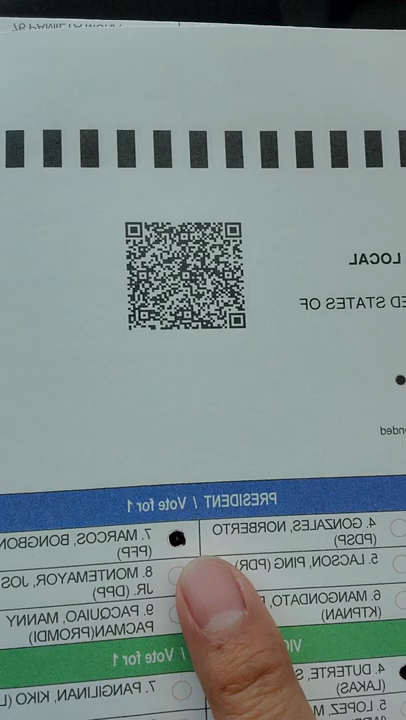 LOCAL
ED STATES OF
ended
PRESIDENT / Vote for 1
4. GONZALES, NORBERTO
(PDSP)
5. LACSON, PING (PDR)
6. MANGONDATO,
(KTPNAN)
7. MARCOS, BONGBON
(PFP)
8. MONTEMAYOR, JOS
JR. (DPP)
9. PACQUIAO, MANNY
PACMAN(PROMDI)
VIC / Vote for 1
4. DUTERTE, S
(LAKAS)
5. LOPEZ, M
7. PANGILINAN, KIKO (L